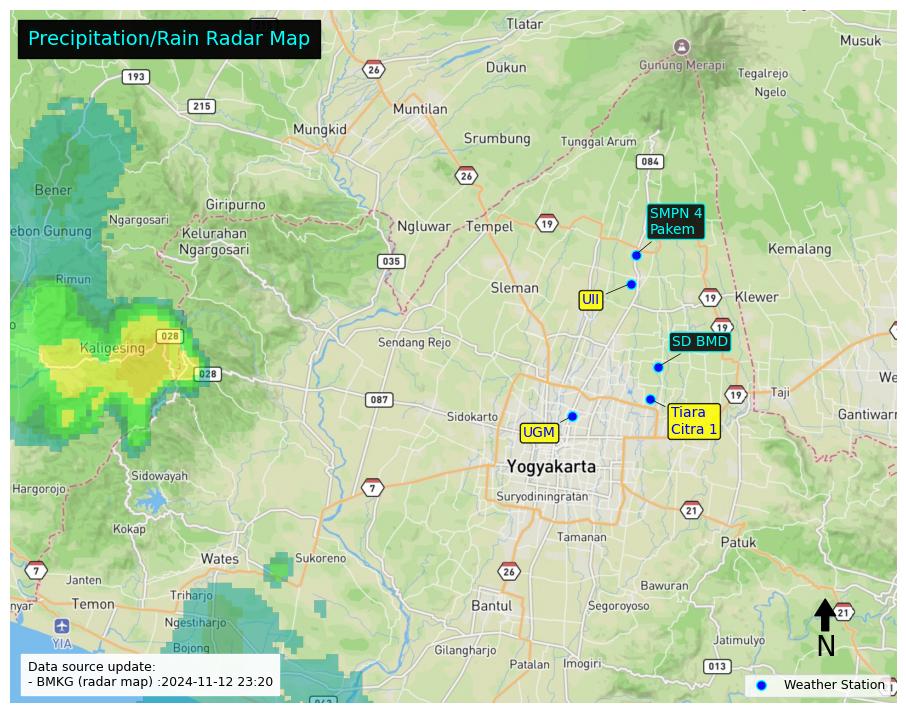 Precipitation/Rain Radar Map
Tlatar
Musuk
26
Dukun
Gunung Merapi
Tegalrejo
193
Ngelo
215
Muntilan
Mungkid
Srumbung
Tunggal Arum
084
26
Bener
Giripurno
SMPN 4
Pakem
Ngargosari
Ngluwar
Tempel
19
ebon Gunung
Kelurahan
Ngargosari
Kemalang
035
Rimun
Sleman
UII
19
Klewer
19
028
Sendang Rejo
SD BMD
Kaligesing
028
We
087
19
Taji
Sidokarto
Tiara
Citra 1
Gantiwarn
UGM
Yogyakarta
Sidowayah
Hargorojo
7
Suryodiningratan
21
Kokap
Tamanan
Patuk
Wates
Sukoreno
7
26
Janten
Bawuran
Triharjo
nyar
Temon
Bantul
Segoroyoso
21
Ngestiharjo
YIA
Jatimulyo
N
Bojong
Gilangharjo
Patalan
Imogiri
013
Data source update:
- BMKG (radar map) :2024-11-12 23:20
Weather Station